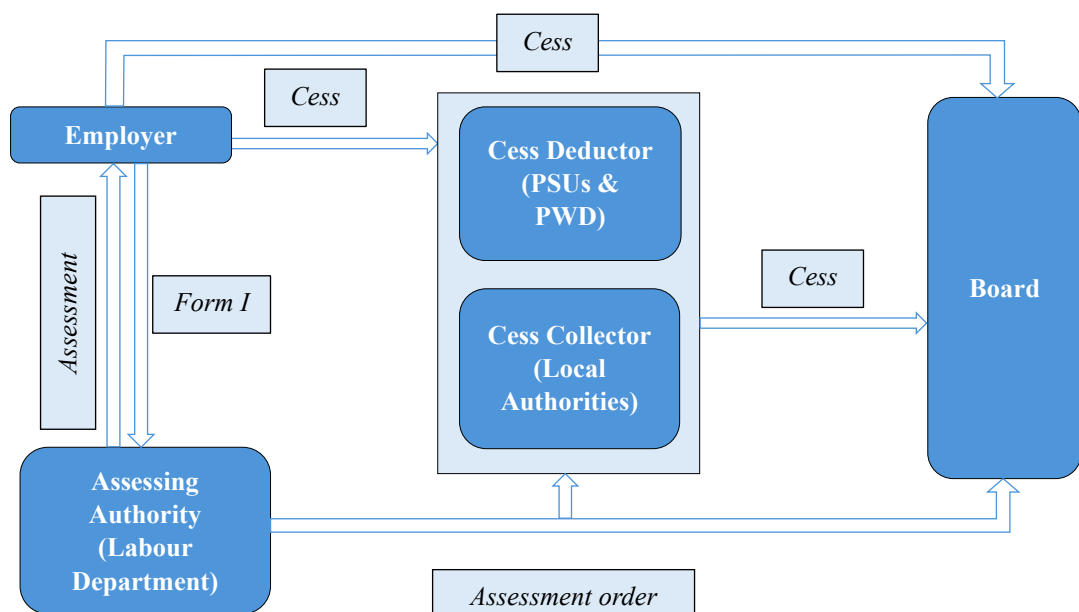 Cess
Cess
Employer
Cess Deductor
(PSUs &
PWD)
Assessment
Form I
Cess
Board
Cess Collector
(Local
Authorities)
Assessing
Authority
(Labour
Department)
Assessment order